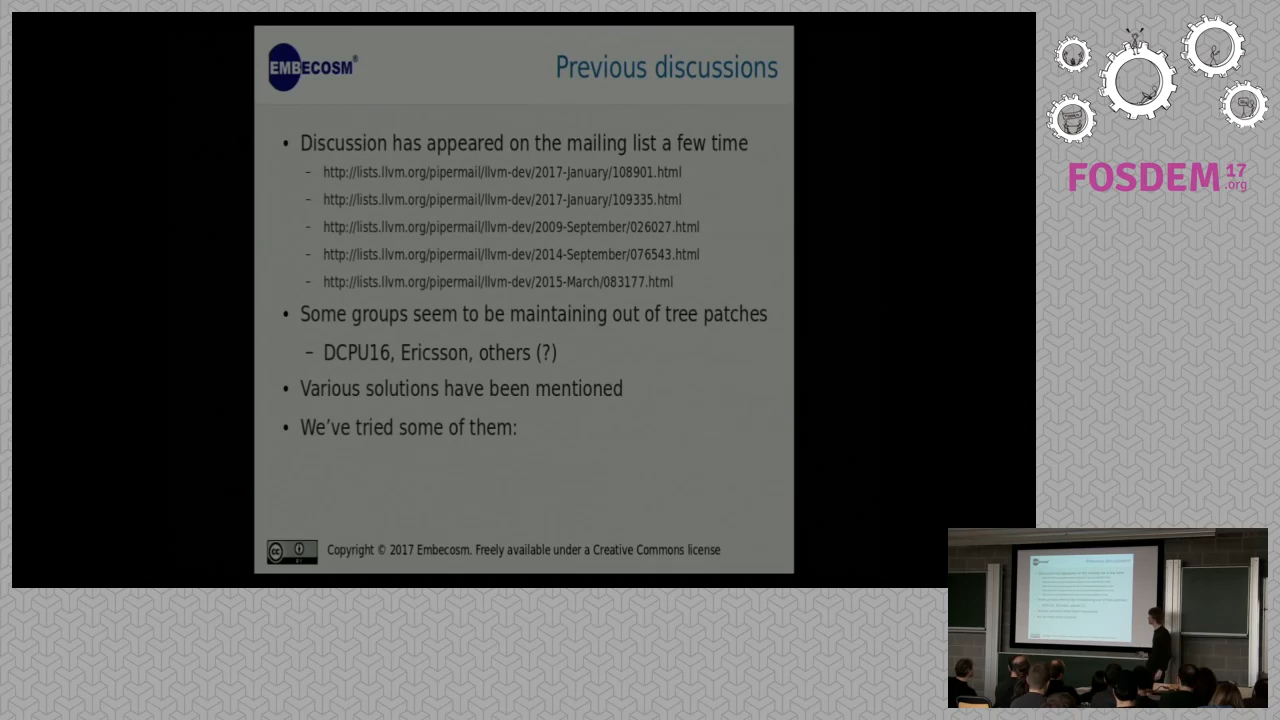 EMBECOSM®
Previous discussions
• Discussion has appeared on the mailing list a few time
– http://lists.llvm.org/pipermail/llvm-dev/2017-January/108901.html
– http://lists.llvm.org/pipermail/llvm-dev/2017-January/109335.html
– http://lists.llvm.org/pipermail/llvm-dev/2009-September/026027.html
– http://lists.llvm.org/pipermail/llvm-dev/2014-September/076543.html
– http://lists.llvm.org/pipermail/llvm-dev/2015-March/083177.html
• Some groups seem to be maintaining out of tree patches
– DCPU16, Ericsson, others (?)
• Various solutions have been mentioned
• We've tried some of them:
Copyright © 2017 Embecosm. Freely available under a Creative Commons license
FOSDEM 17
.org